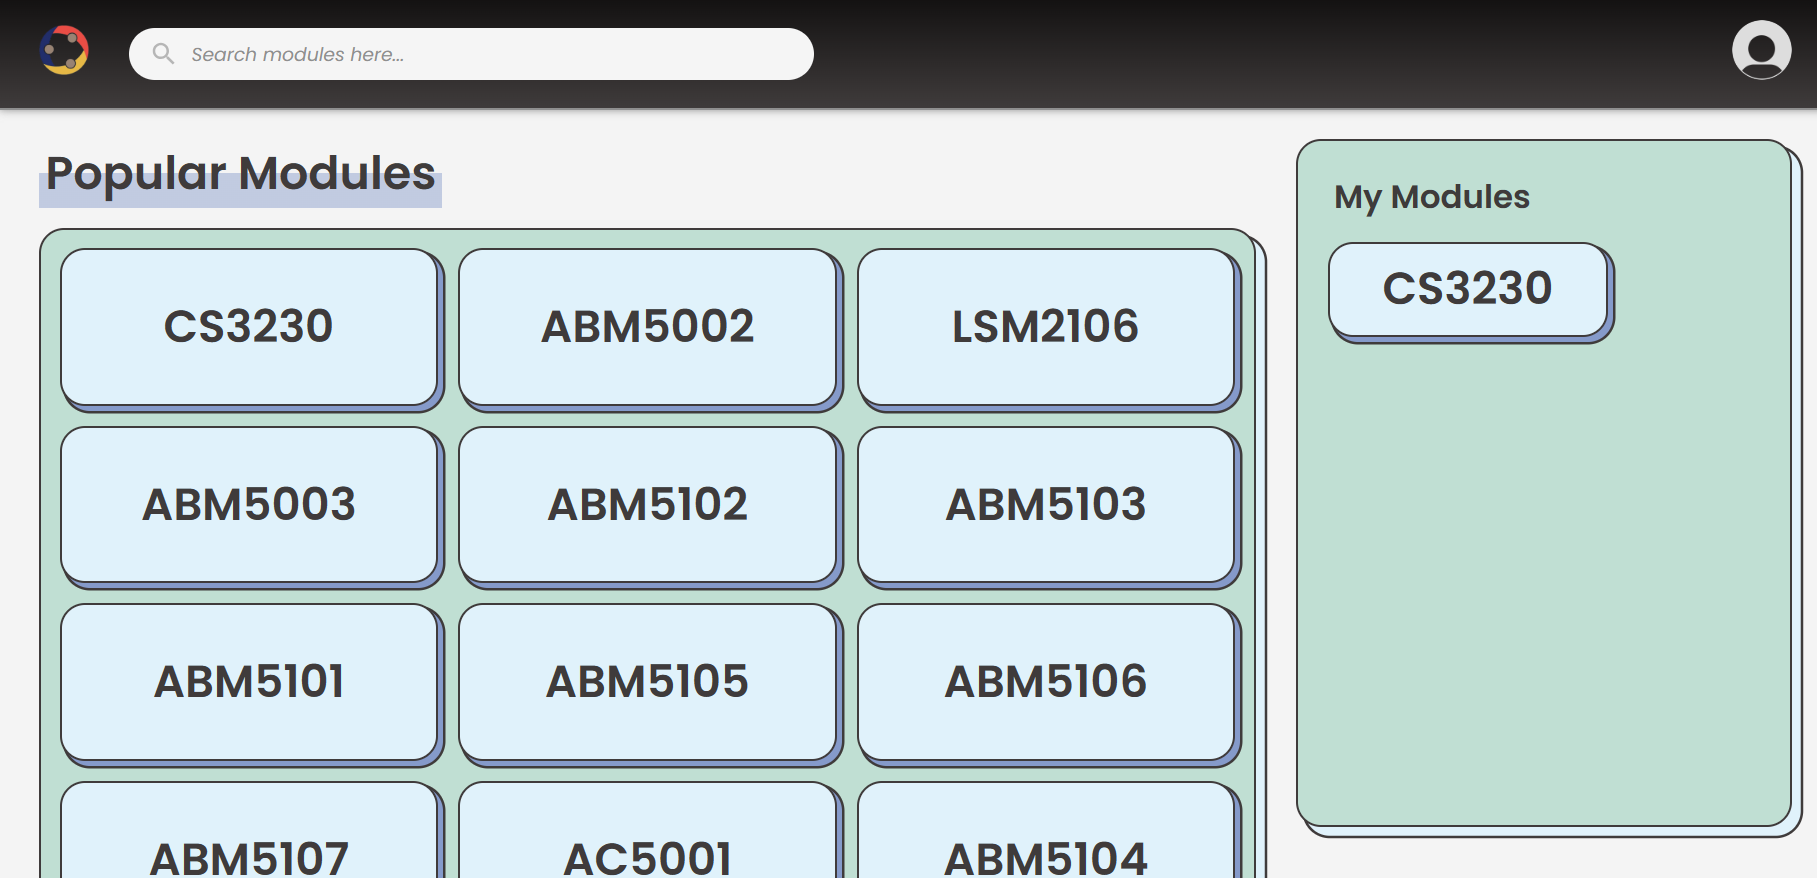 Search modules here...
Popular Modules
CS3230
ABM5002
LSM2106
ABM5003
ABM5102
ABM5103
ABM5101
ABM5105
ABM5106
ABM5107
AC5001
ABM5104
My Modules
CS3230